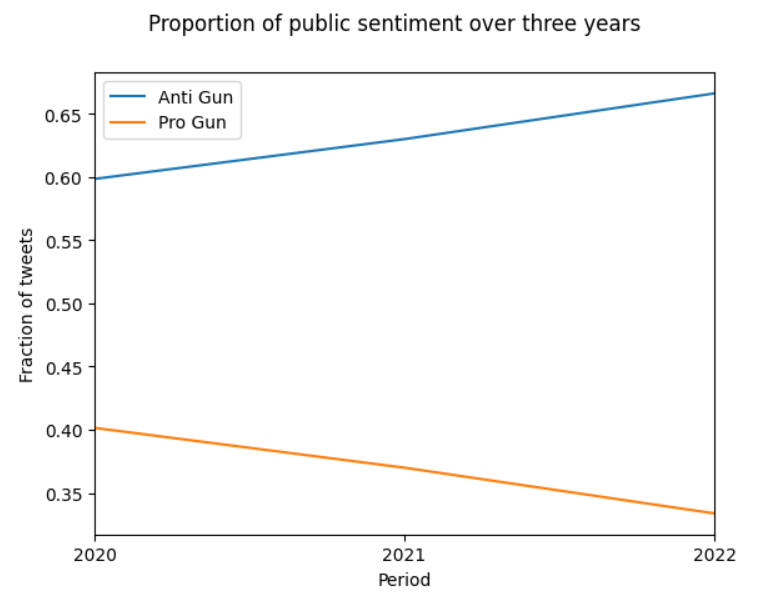 Proportion of public sentiment over three years
Anti Gun
Pro Gun
0.65
0.60
0.55
0.50
0.45
0.40
0.35
Fraction of tweets
2020 2021 2022
Period